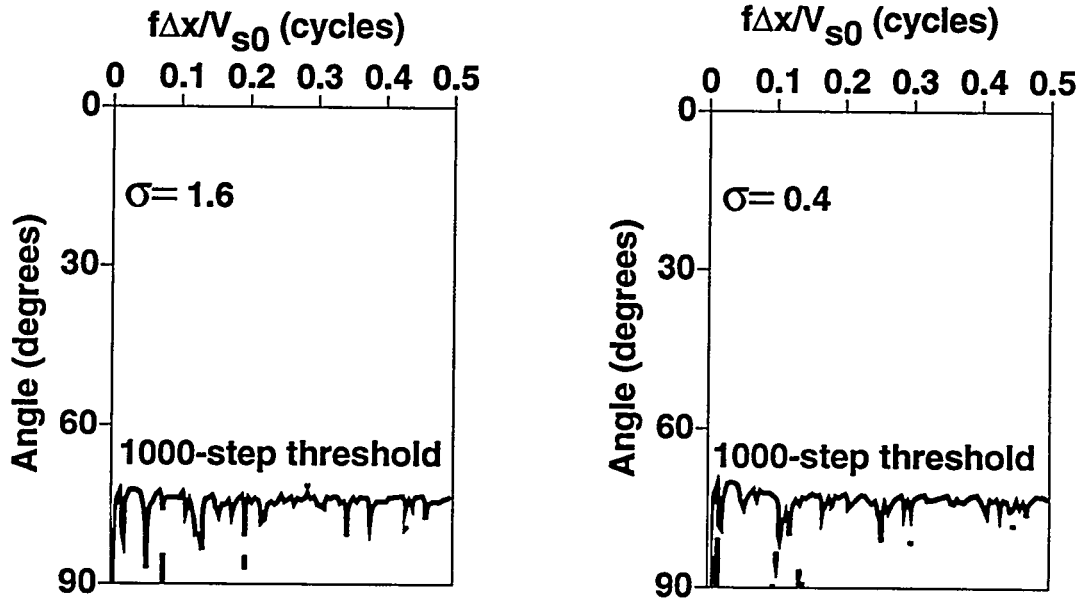 fΔx/Vs0 (cycles)
0 0.1 0.2 0.3 0.4 0.5
0
σ= 1.6
30
60
90
Angle (degrees)
1000-step threshold
fΔx/Vs0 (cycles)
0 0.1 0.2 0.3 0.4 0.5
0
σ= 0.4
30
60
90
Angle (degrees)
1000-step threshold